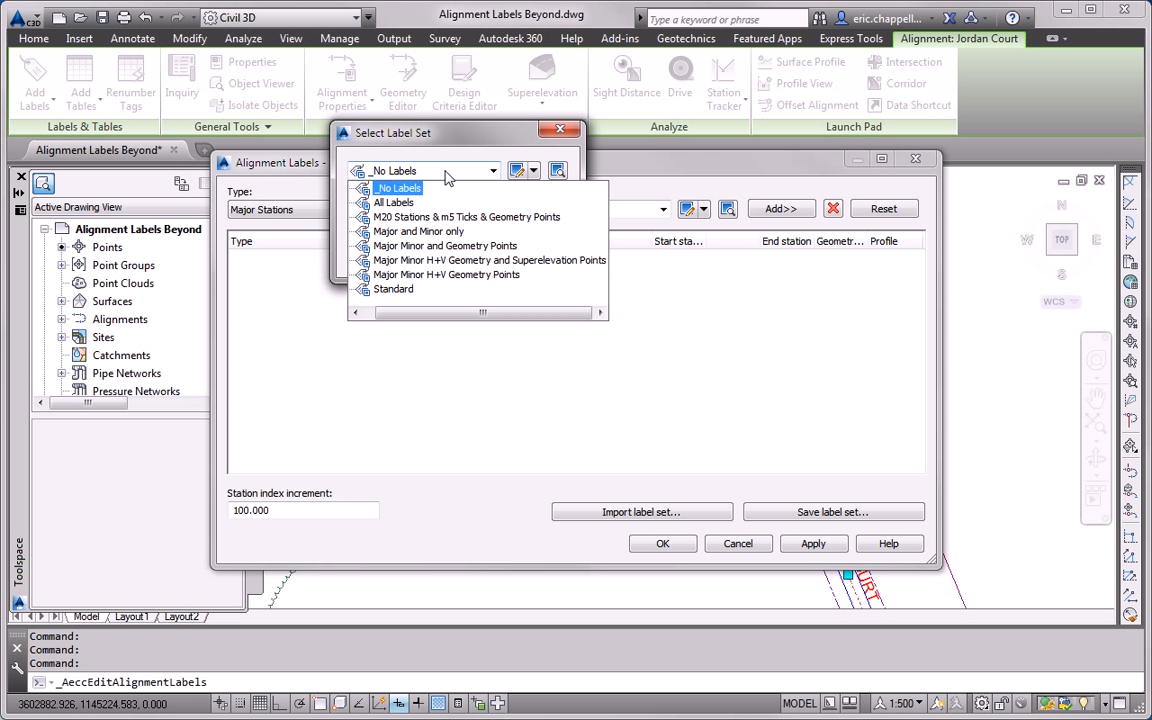 C3D
Civil 3D
Alignment Labels Beyond.dwg
Type a keyword or phrase
eric.chappell...
Home Insert Annotate Modify Analyze View Manage Output Survey Autodesk 360 Help Add-ins Geotechnics Featured Apps Express Tools Alignment: Jordan Court
Add Labels
Add Tables
Renumber Tags
Labels & Tables
Inquiry
Properties
Object Viewer
Isolate Objects
General Tools
Alignment Properties
Geometry Editor
Design Criteria Editor
Superelevation
Sight Distance
Drive
Station Tracker
Analyze
Surface Profile
Profile View
Offset Alignment
Intersection
Corridor
Data Shortcut
Launch Pad
Alignment Labels Beyond*
Select Label Set
_No Labels
_No Labels
All Labels
M20 Stations & m5 Ticks & Geometry Points
Major and Minor only
Major Minor and Geometry Points
Major Minor H+V Geometry and Superelevation Points
Major Minor H+V Geometry Points
Standard
Alignment Labels -
Type:
Major Stations
Add>>
Reset
Type
Start sta...
End station
Geometr...
Profile
Station index increment:
100.000
Import label set...
Save label set...
OK
Cancel
Apply
Help
Active Drawing View
Alignment Labels Beyond
Points
Point Groups
Point Clouds
Surfaces
Alignments
Sites
Catchments
Pipe Networks
Pressure Networks
Toolspace
N
W
TOP
E
S
WCS
URT
Model Layout1 Layout2
Command:
Command:
Command:
_AeccEditAlignmentLabels
3602882.926, 1145224.583, 0.000
MODEL
1:500